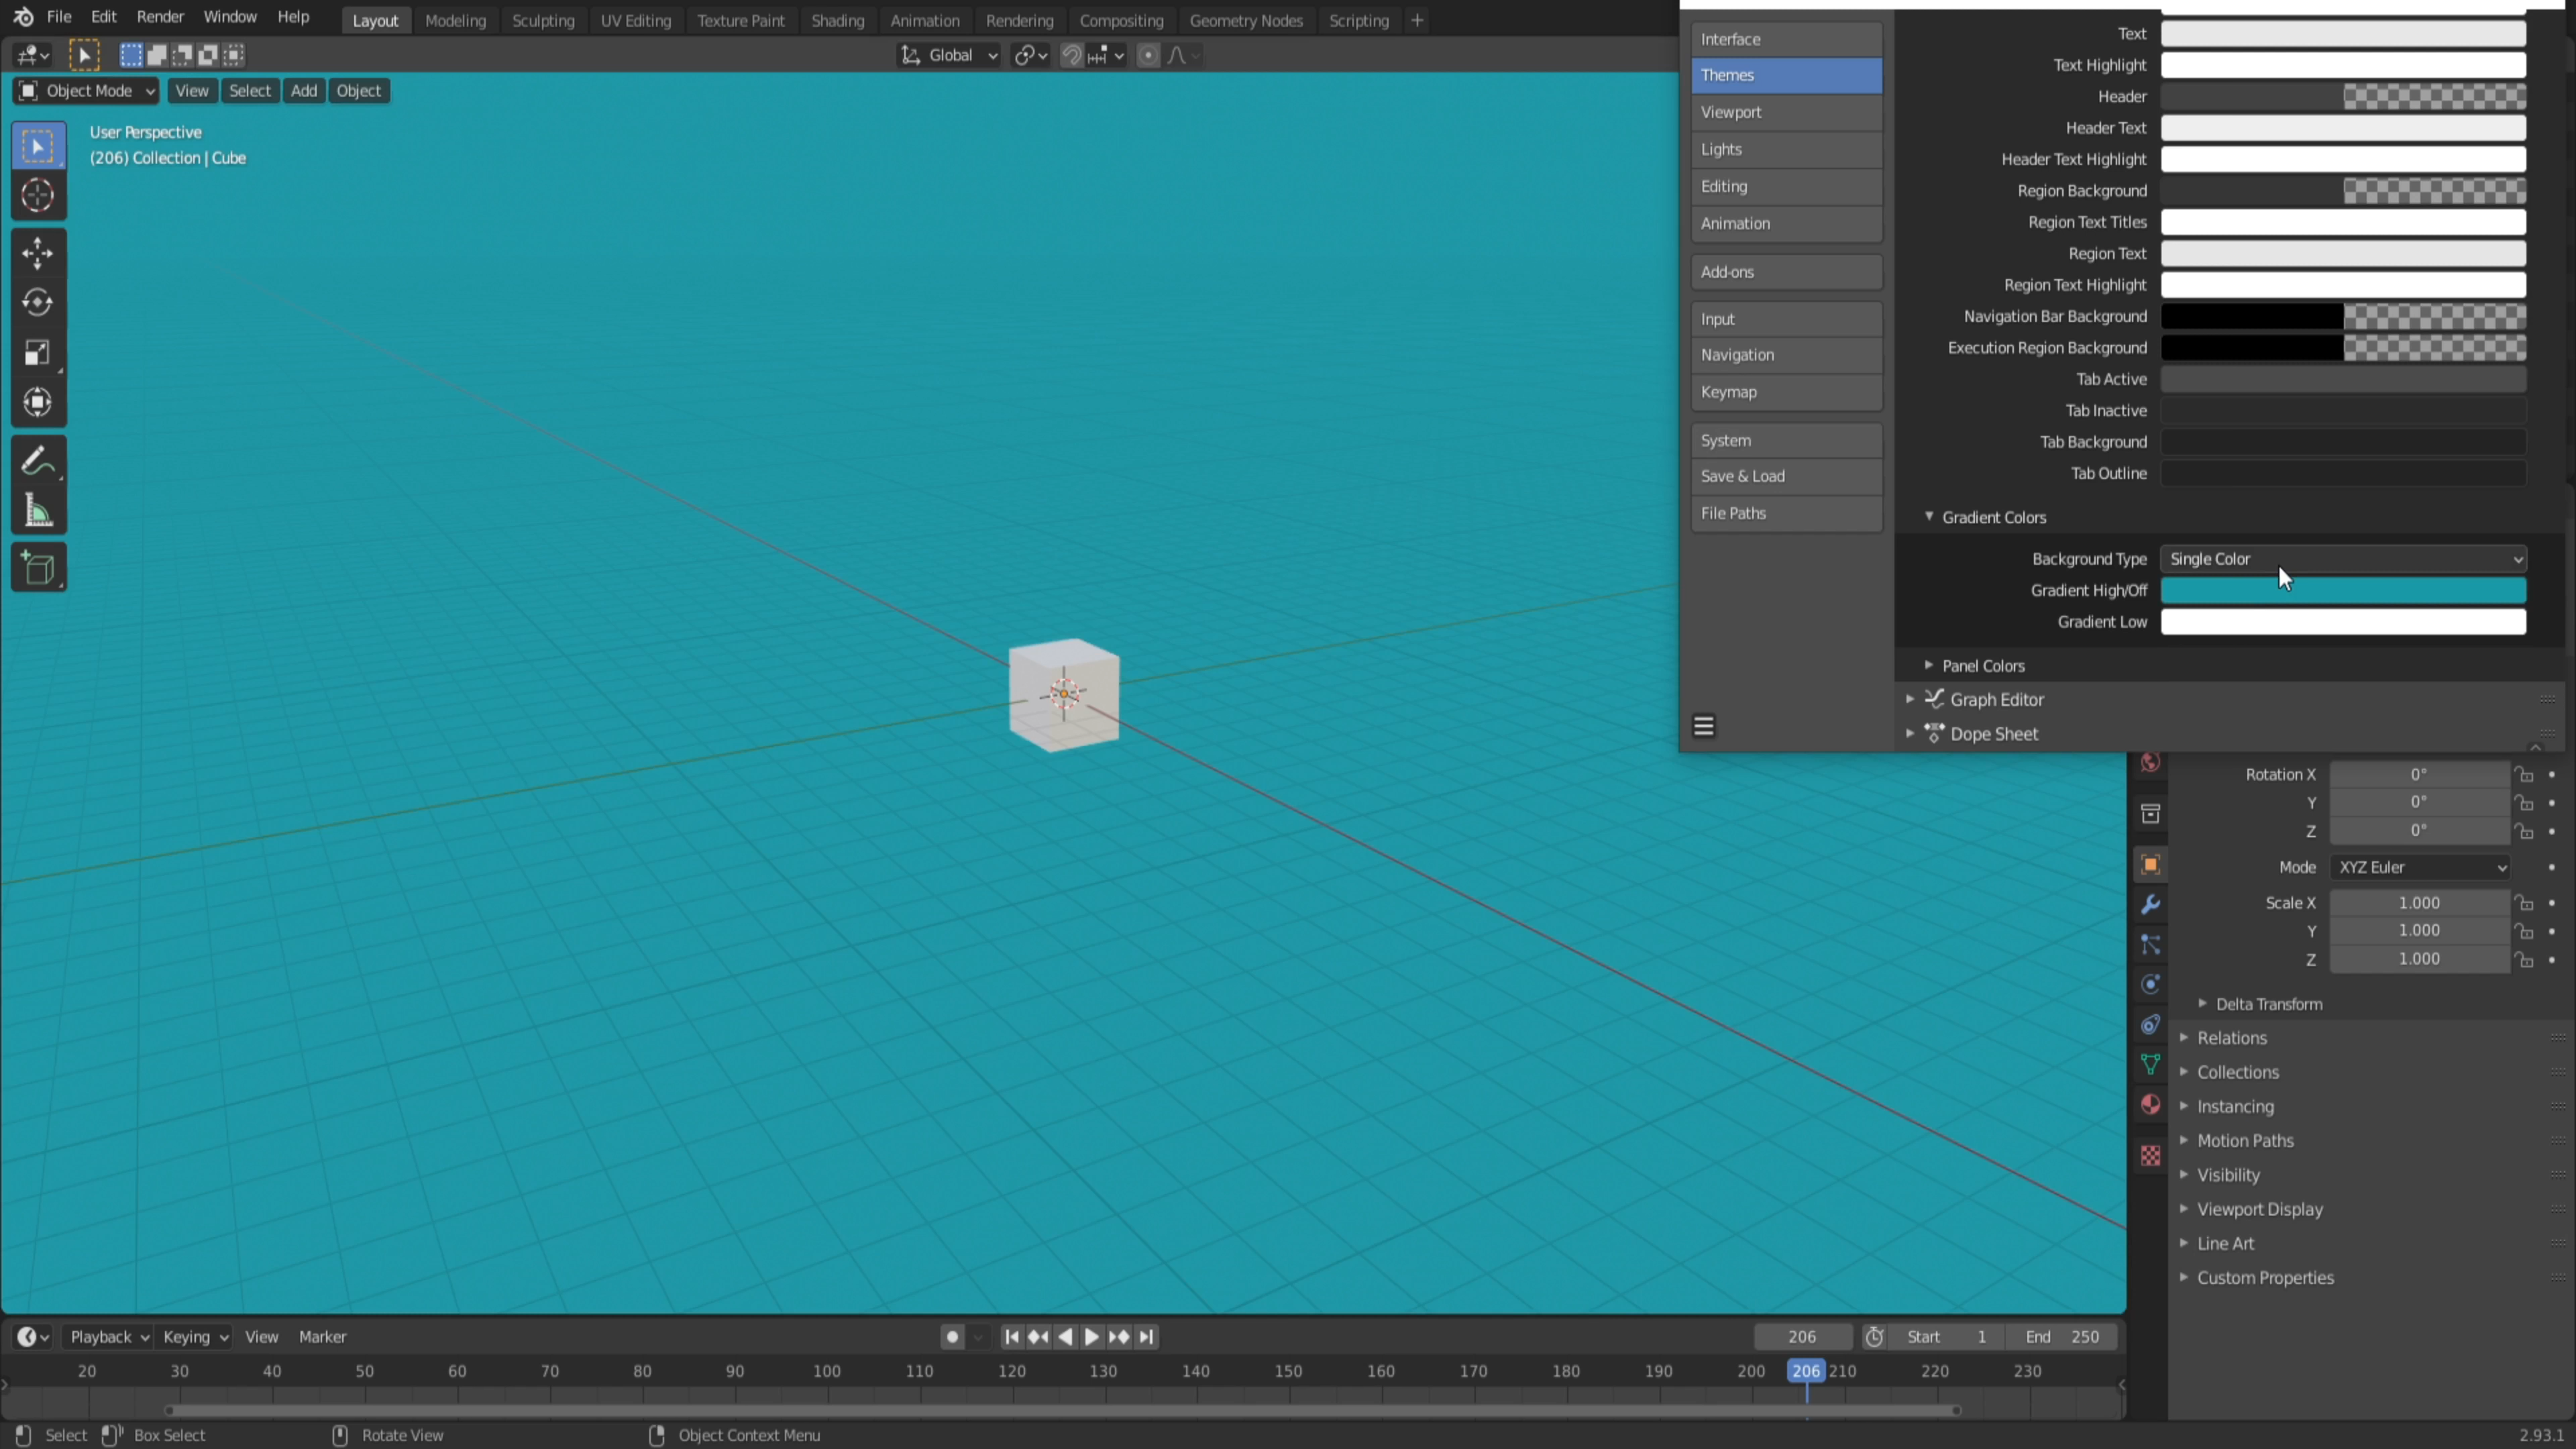 File Edit Render Window Help
Layout Modeling Sculpting UV Editing Texture Paint Shading Animation Rendering Compositing Geometry Nodes Scripting +
Global
Object Mode View Select Add Object
User Perspective
(206) Collection | Cube
Interface
Themes
Viewport
Lights
Editing
Animation
Add-ons
Input
Navigation
Keymap
System
Save & Load
File Paths
Text
Text Highlight
Header
Header Text
Header Text Highlight
Region Background
Region Text Titles
Region Text
Region Text Highlight
Navigation Bar Background
Execution Region Background
Tab Active
Tab Inactive
Tab Background
Tab Outline
Gradient Colors
Background Type Single Color
Gradient High/Off
Gradient Low
Panel Colors
Graph Editor
Dope Sheet
Rotation X 0°
Y 0°
Z 0°
Mode XYZ Euler
Scale X 1.000
Y 1.000
Z 1.000
Delta Transform
Relations
Collections
Instancing
Motion Paths
Visibility
Viewport Display
Line Art
Custom Properties
Playback Keying View Marker 206 Start 1 End 250
20 30 40 50 60 70 80 90 100 110 120 130 140 150 160 170 180 190 200 206 210 220 230
Select Box Select Rotate View Object Context Menu 2.93.1